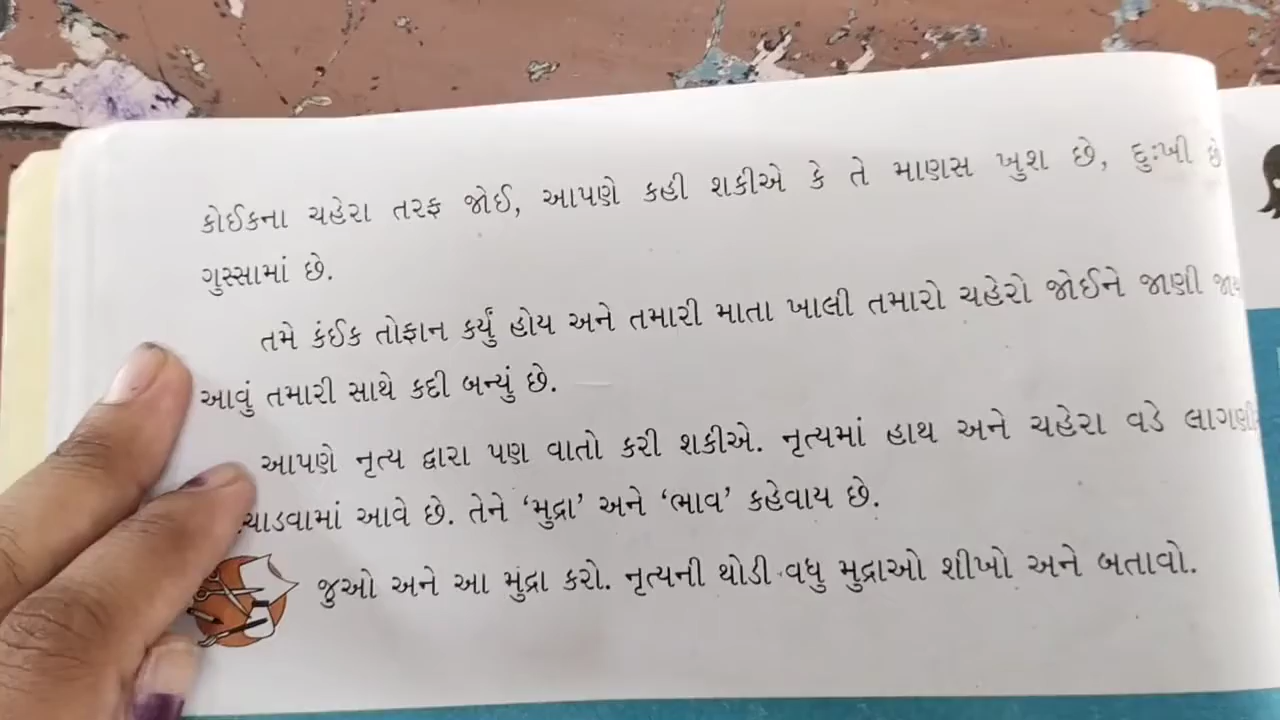 કોઈકના ચહેરા તરફ જોઈ, આપણે કહી શકીએ કે તે માણસ ખુશ છે, દુઃખી છે
ગુસ્સામાં છે.
તમે કંઈક તોફાન કર્યું હોય અને તમારી માતા ખાલી તમારો ચહેરો જોઈને જાણી
આવું તમારી સાથે કદી બન્યું છે.
આપણે નૃત્ય દ્વારા પણ વાતો કરી શકીએ. નૃત્યમાં હાથ અને ચહેરા વડે
આવે છે. તેને ‘મુદ્રા’ અને ‘ભાવ’ કહેવાય છે.
જુઓ અને આ મુદ્રા કરો. નૃત્યની થોડી વધુ મુદ્રાઓ શીખો અને બતાવો.